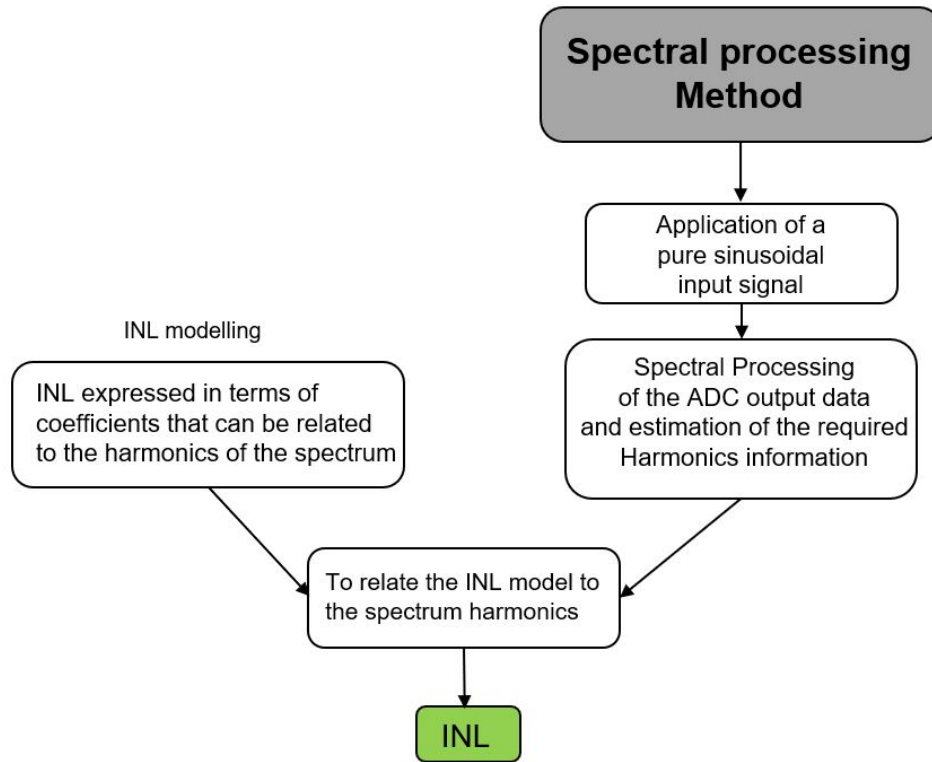 Spectral processing
Method
Application of a
pure sinusoidal
input signal
INL modelling
INL expressed in terms of
coefficients that can be related
to the harmonics of the spectrum
Spectral Processing
of the ADC output data
and estimation of the required
Harmonics information
To relate the INL model to
the spectrum harmonics
INL